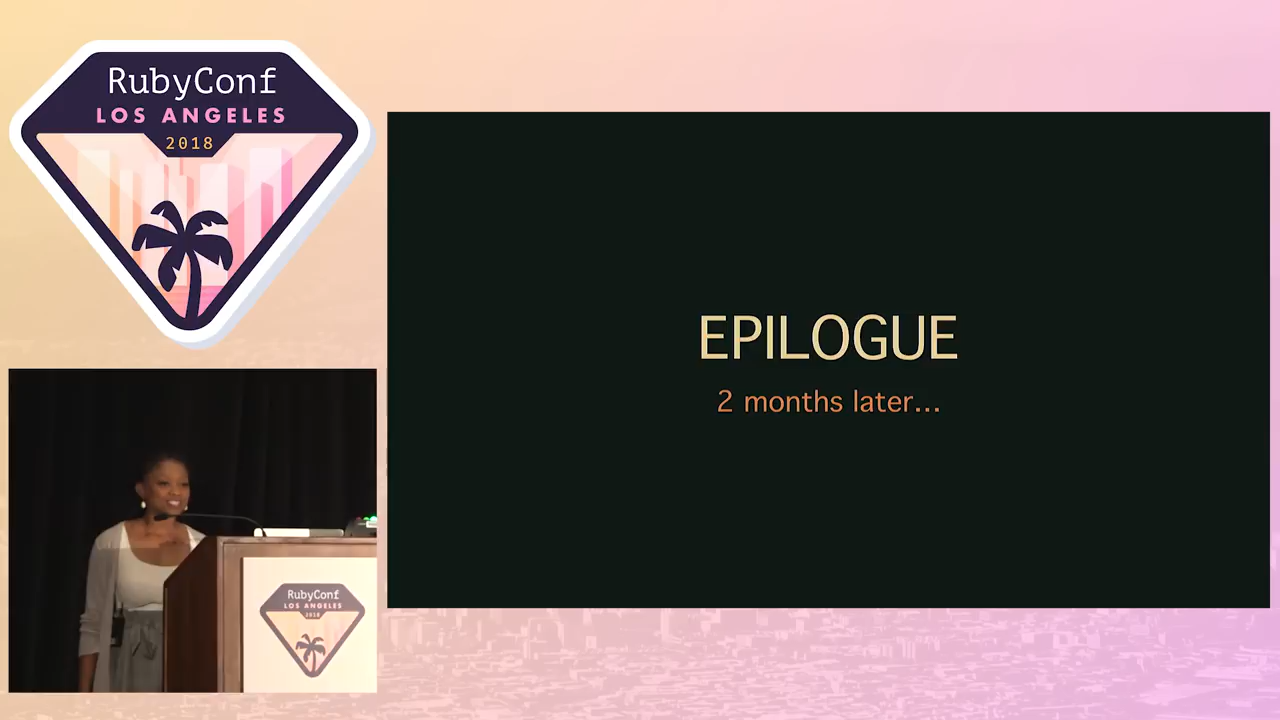 RubyConf
LOS ANGELES
2018
EPILOGUE
2 months later...
RubyConf
LOS ANGELES
2018